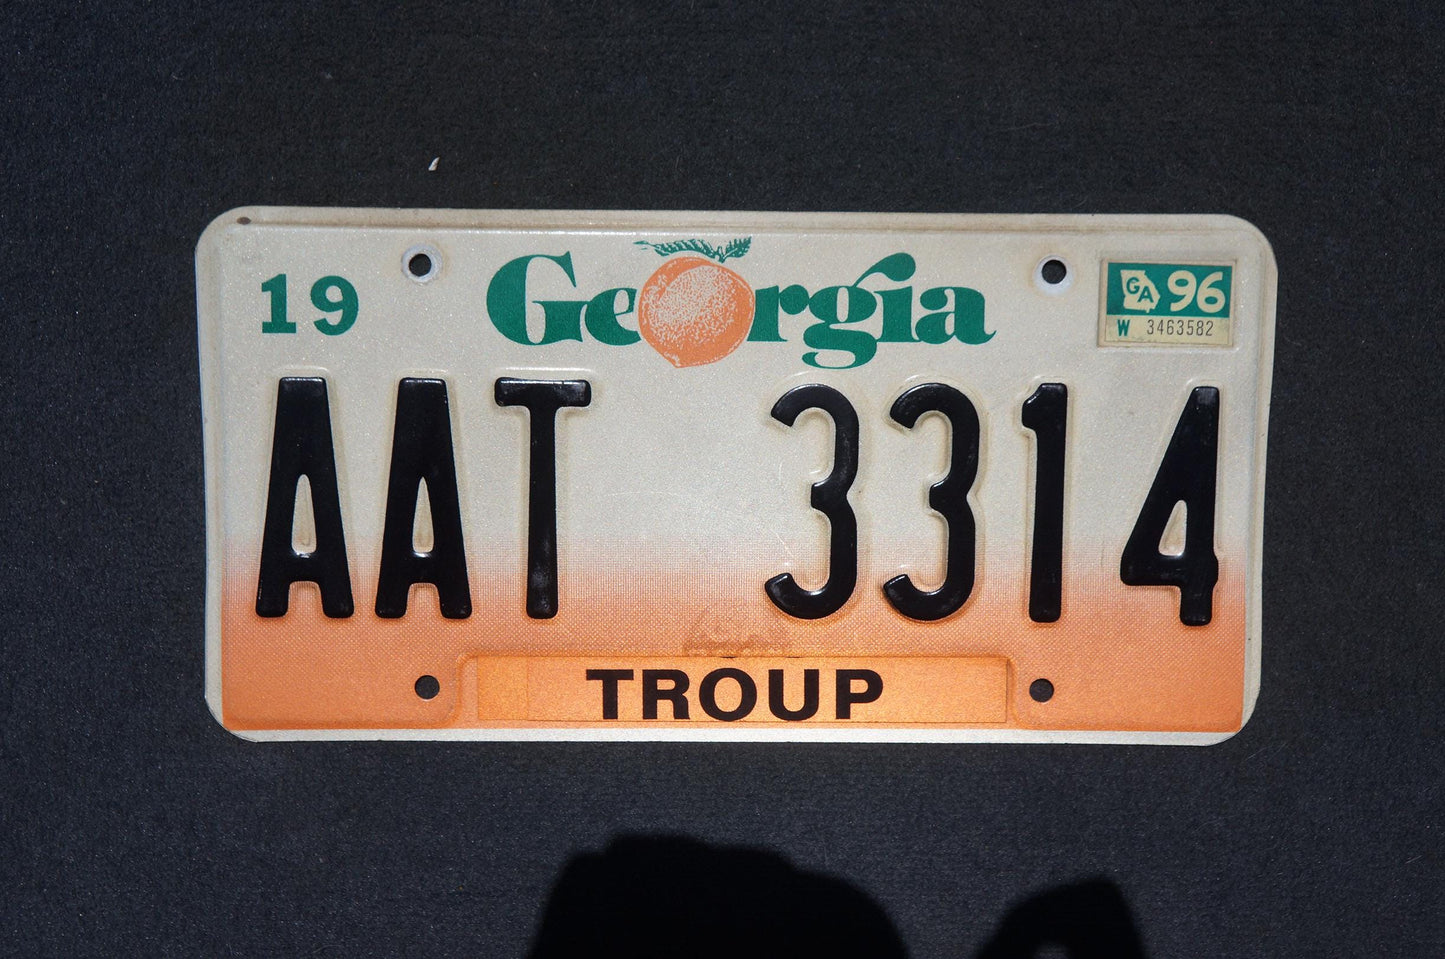 19 Georgia GA 96
W 3463582
AAT 3314
TROUP